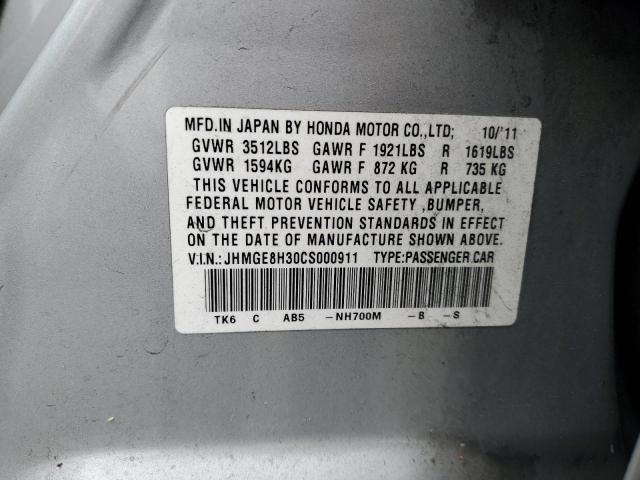 MFD.IN JAPAN BY HONDA MOTOR CO.,LTD; 10/'11
GVWR 3512LBS GAWR F 1921LBS R 1619LBS
GVWR 1594KG GAWR F 872 KG R 735 KG
THIS VEHICLE CONFORMS TO ALL APPLICABLE
FEDERAL MOTOR VEHICLE SAFETY ,BUMPER,
AND THEFT PREVENTION STANDARDS IN EFFECT
ON THE DATE OF MANUFACTURE SHOWN ABOVE.
V.I.N.:JHMGE8H30CS000911 TYPE:PASSENGER CAR
TK6 C AB5 -NH700M -B -S